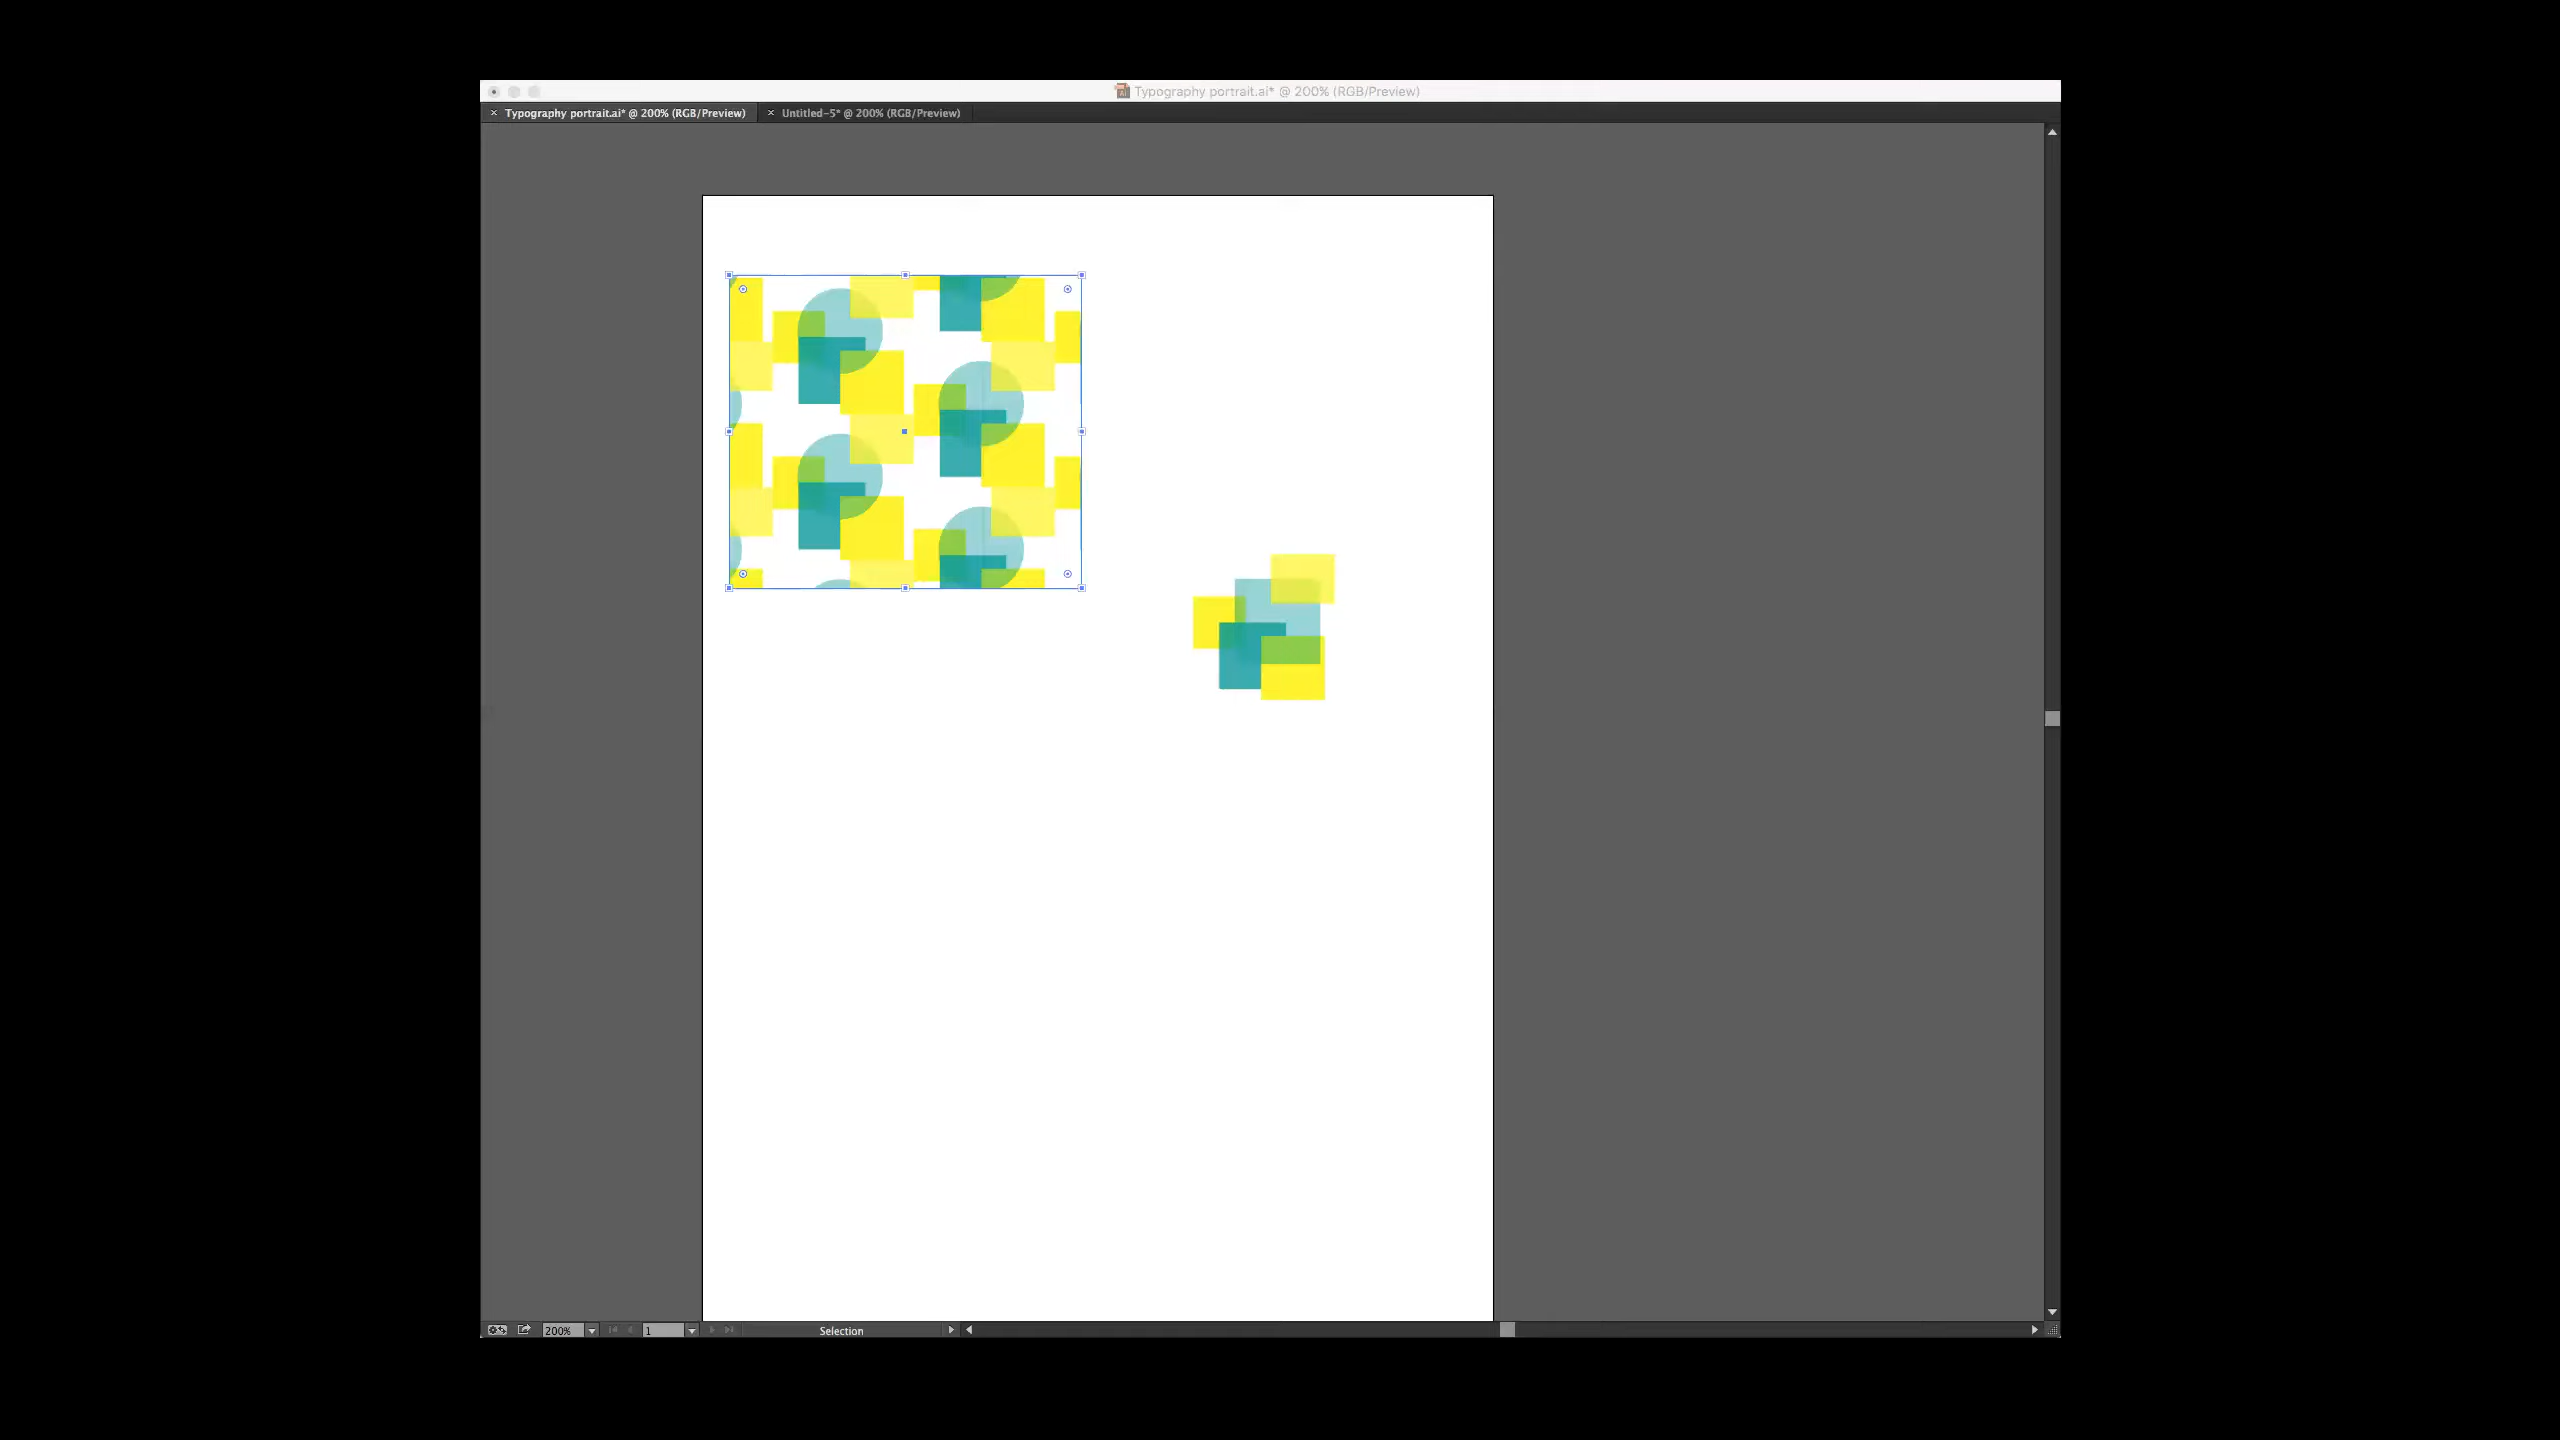 Typography portrait.ai* @ 200% (RGB/Preview)
Typography portrait.ai* @ 200% (RGB/Preview)
Untitled-5* @ 200% (RGB/Preview)
200%
1
Selection